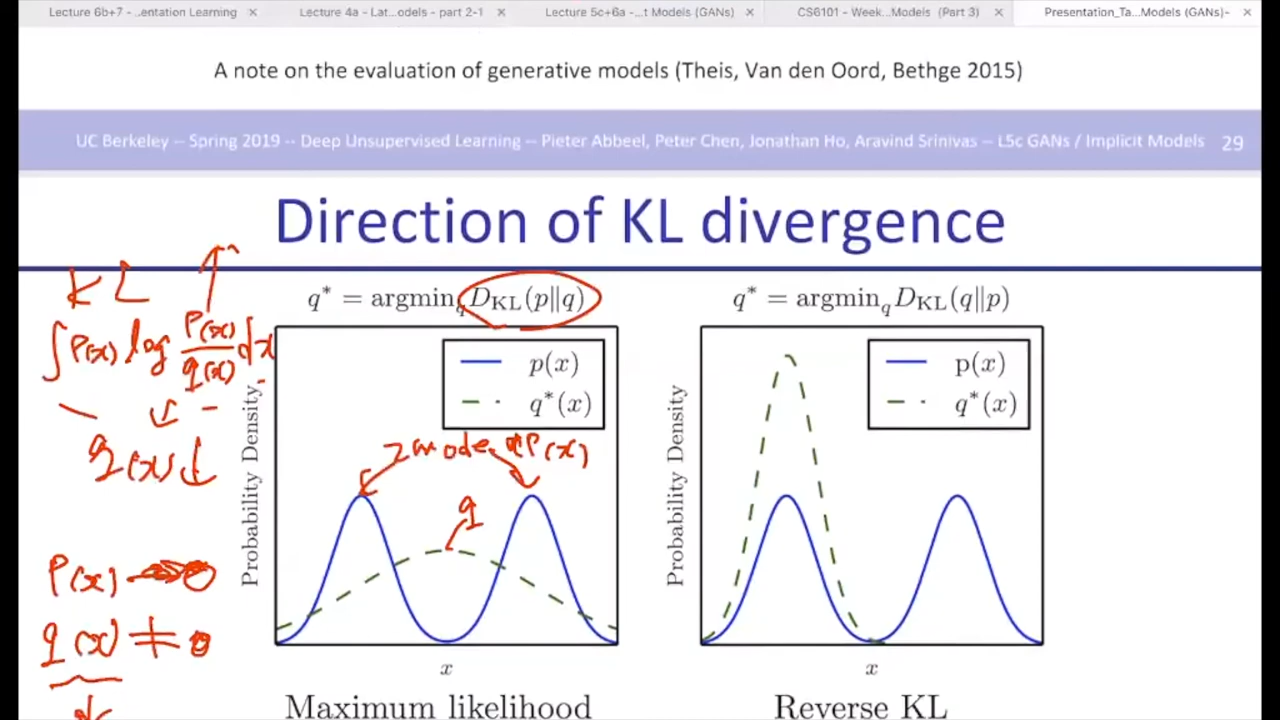 Lecture 6b+7 - ..entation Learning × Lecture 4a - Lat...odels - part 2-1 × Lecture 5c+6a -...t Models (GANs) × CS6101 - Week...Models (Part 3) × Presentation_Ta...Models (GANs)- ×
A note on the evaluation of generative models (Theis, Van den Oord, Bethge 2015)
UC Berkeley -- Spring 2019 -- Deep Unsupervised Learning -- Pieter Abbeel, Peter Chen, Jonathan Ho, Aravind Srinivas -- L5c GANs / Implicit Models 29
Direction of KL divergence
KL ↑
∫ P(x) log P(x)/q(x) dx
q(x) ↓
P(x) → 0
q(x) ≠ 0
q* = argmin_q D_KL(p‖q)
p(x)
q*(x)
2 modes of P(x)
q
Probability Density
x
Maximum likelihood
q* = argmin_q D_KL(q‖p)
p(x)
q*(x)
Probability Density
x
Reverse KL